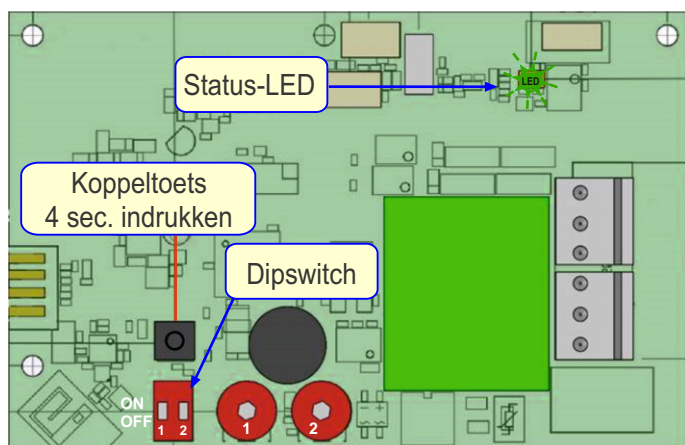 LED
Status-LED
Koppeltoets
4 sec. indrukken
Dipswitch
ON
OFF
1 2
1
2